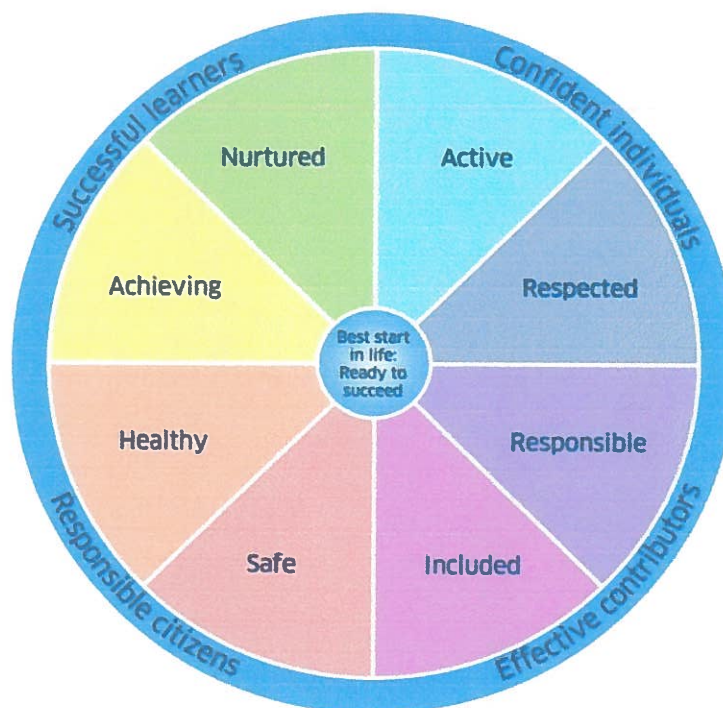 Successful learners
Confident individuals
Nurtured
Active
Achieving
Respected
Best start
in life:
Ready to
succeed
Healthy
Responsible
Safe
Included
Responsible citizens
Effective contributors